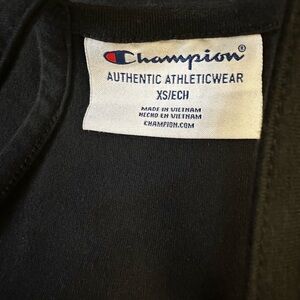 Champion®
AUTHENTIC ATHLETICWEAR
XS/ECH
MADE IN VIETNAM
HECHO EN VIETNAM
CHAMPION.COM